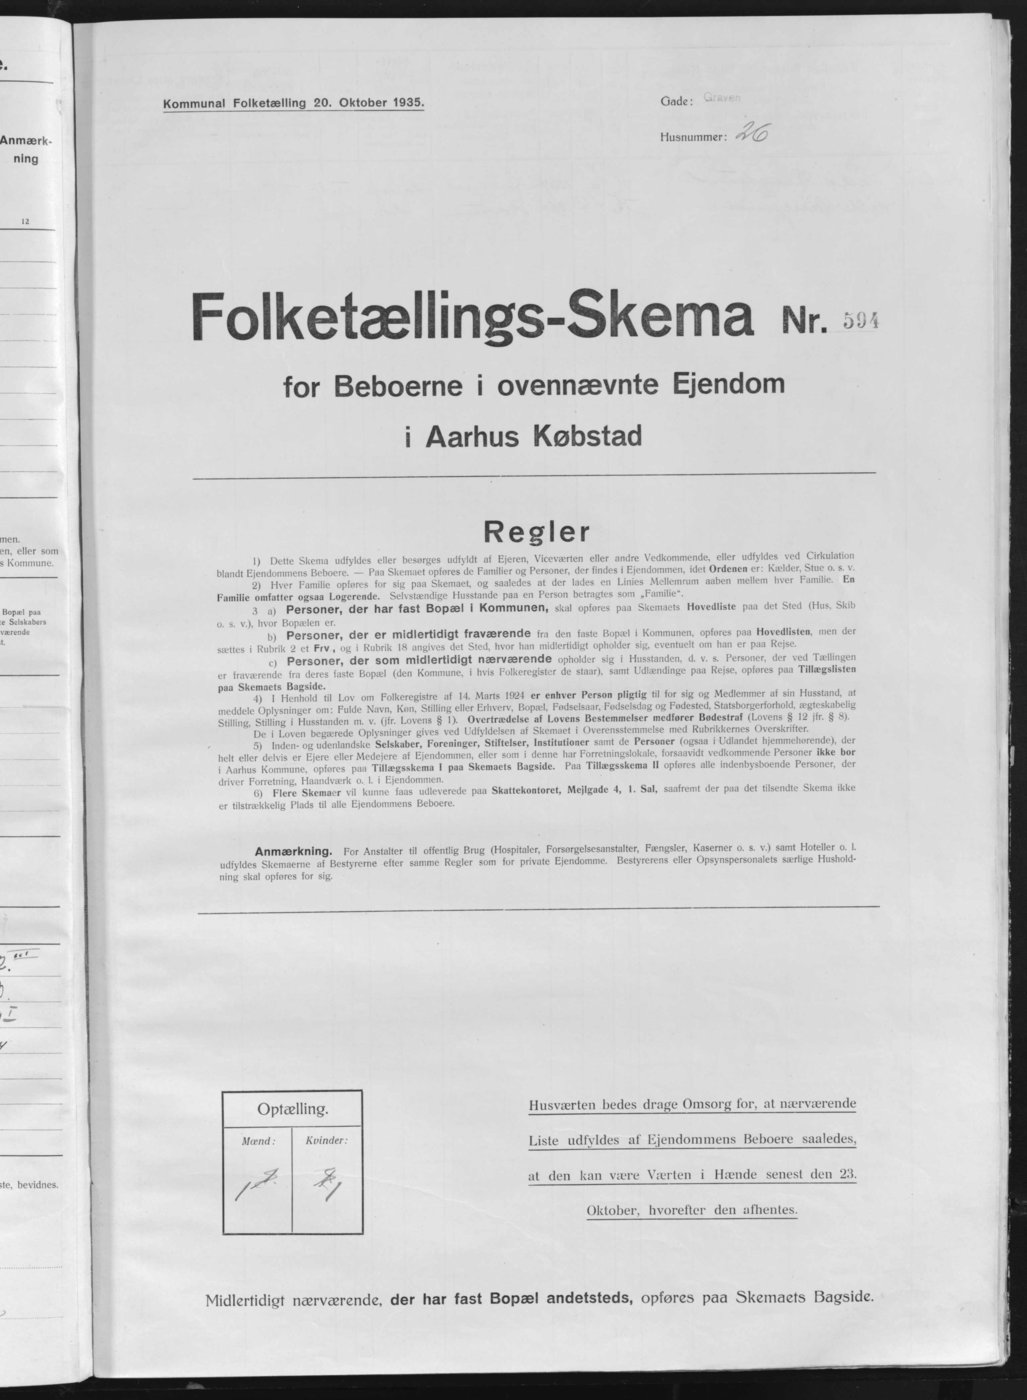 e.
Anmærk-
ning
12
men.
en, eller som
s Kommune.
Bopæl paa
te Selskabers
værende
t.
ste, bevidnes.
Kommunal Folketælling 20. Oktober 1935.
Gade: Graven
Husnummer: 26
Folketællings-Skema Nr. 594
for Beboerne i ovennævnte Ejendom
i Aarhus Købstad
Regler
1) Dette Skema udfyldes eller besørges udfyldt af Ejeren, Viceværten eller andre Vedkommende, eller udfyldes ved Cirkulation
blandt Ejendommens Beboere. — Paa Skemaet opføres de Familier og Personer, der findes i Ejendommen, idet Ordenen er: Kælder, Stue o. s. v.
2) Hver Familie opføres for sig paa Skemaet, og saaledes at der lades en Linies Mellemrum aaben mellem hver Familie. En
Familie omfatter ogsaa Logerende. Selvstændige Husstande paa en Person betragtes som „Familie“.
3 a) Personer, der har fast Bopæl i Kommunen, skal opføres paa Skemaets Hovedliste paa det Sted (Hus, Skib
o. s. v.), hvor Bopælen er.
b) Personer, der er midlertidigt fraværende fra den faste Bopæl i Kommunen, opføres paa Hovedlisten, men der
sættes i Rubrik 2 et Frv., og i Rubrik 18 angives det Sted, hvor han midlertidigt opholder sig, eventuelt om han er paa Rejse.
c) Personer, der som midlertidigt nærværende opholder sig i Husstanden, d. v. s. Personer, der ved Tællingen
er fraværende fra deres faste Bopæl (den Kommune, i hvis Folkeregister de staar), samt Udlændinge paa Rejse, opføres paa Tillægslisten
paa Skemaets Bagside.
4) I Henhold til Lov om Folkeregistre af 14. Marts 1924 er enhver Person pligtig til for sig og Medlemmer af sin Husstand, at
meddele Oplysninger om: Fulde Navn, Køn, Stilling eller Erhverv, Bopæl, Fødselsaar, Fødselsdag og Fødested, Statsborgerforhold, ægteskabelig
Stilling, Stilling i Husstanden m. v. (jfr. Lovens § 1). Overtrædelse af Lovens Bestemmelser medfører Bødestraf (Lovens § 12 jfr. § 8).
De i Loven begærede Oplysninger gives ved Udfyldelsen af Skemaet i Overensstemmelse med Rubrikkernes Overskrifter.
5) Inden- og udenlandske Selskaber, Foreninger, Stiftelser, Institutioner samt de Personer (ogsaa i Udlandet hjemmehørende), der
helt eller delvis er Ejere eller Medejere af Ejendommen, eller som i denne har Forretningslokale, forsaavidt vedkommende Personer ikke bor
i Aarhus Kommune, opføres paa Tillægsskema I paa Skemaets Bagside. Paa Tillægsskema II opføres alle indenbysboende Personer, der
driver Forretning, Haandværk o. l. i Ejendommen.
6) Flere Skemaer vil kunne faas udleverede paa Skattekontoret, Mejlgade 4, 1. Sal, saafremt der paa det tilsendte Skema ikke
er tilstrækkelig Plads til alle Ejendommens Beboere.
Anmærkning. For Anstalter til offentlig Brug (Hospitaler, Forsørgelsesanstalter, Fængsler, Kaserner o. s. v.) samt Hoteller o. l.
udfyldes Skemaerne af Bestyrerne efter samme Regler som for private Ejendomme. Bestyrerens eller Opsynspersonalets særlige Hushold-
ning skal opføres for sig.
Optælling.
Mænd: Kvinder:
Husværten bedes drage Omsorg for, at nærværende
Liste udfyldes af Ejendommens Beboere saaledes,
at den kan være Værten i Hænde senest den 23.
Oktober, hvorefter den afhentes.
Midlertidigt nærværende, der har fast Bopæl andetsteds, opføres paa Skemaets Bagside.